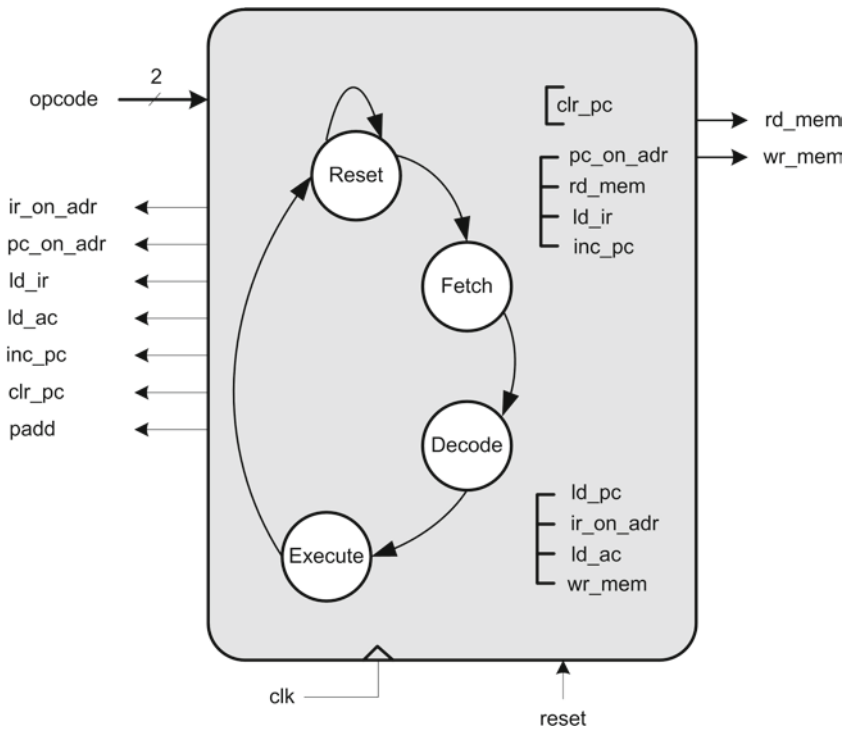 2
opcode
clr_pc
rd_mem
wr_mem
pc_on_adr
rd_mem
ld_ir
inc_pc
Reset
ir_on_adr
pc_on_adr
ld_ir
ld_ac
inc_pc
clr_pc
padd
Fetch
Decode
Execute
ld_pc
ir_on_adr
ld_ac
wr_mem
clk
reset